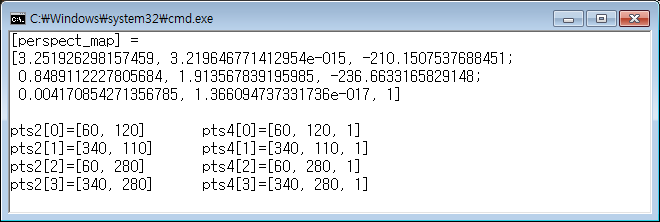 C:₩Windows₩system32₩cmd.exe
[perspect_map] =
[3.251926298157459, 3.219646771412954e-015, -210.1507537688451;
 0.8489112227805684, 1.913567839195985, -236.6633165829148;
 0.004170854271356785, 1.366094737331736e-017, 1]
pts2[0]=[60, 120]       pts4[0]=[60, 120, 1]
pts2[1]=[340, 110]      pts4[1]=[340, 110, 1]
pts2[2]=[60, 280]       pts4[2]=[60, 280, 1]
pts2[3]=[340, 280]      pts4[3]=[340, 280, 1]